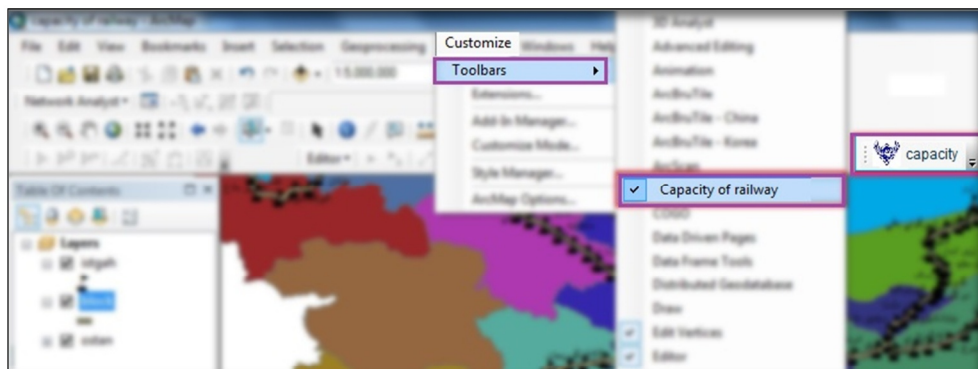 Capacity of railway - ArcMap
File Edit View Bookmarks Insert Selection Geoprocessing Customize Windows Help
1:5.000.000
Network Analyst
Editor
Toolbars
Extensions...
Add-In Manager...
Customize Mode...
Style Manager...
ArcMap Options...
3D Analyst
Advanced Editing
Animation
ArcBruTile
ArcBruTile - China
ArcBruTile - Korea
ArcScan
Capacity of railway
COGO
Data Driven Pages
Data Frame Tools
Distributed Geodatabase
Draw
Edit Vertices
Editor
capacity
Table Of Contents
Layers
istgah
ostan